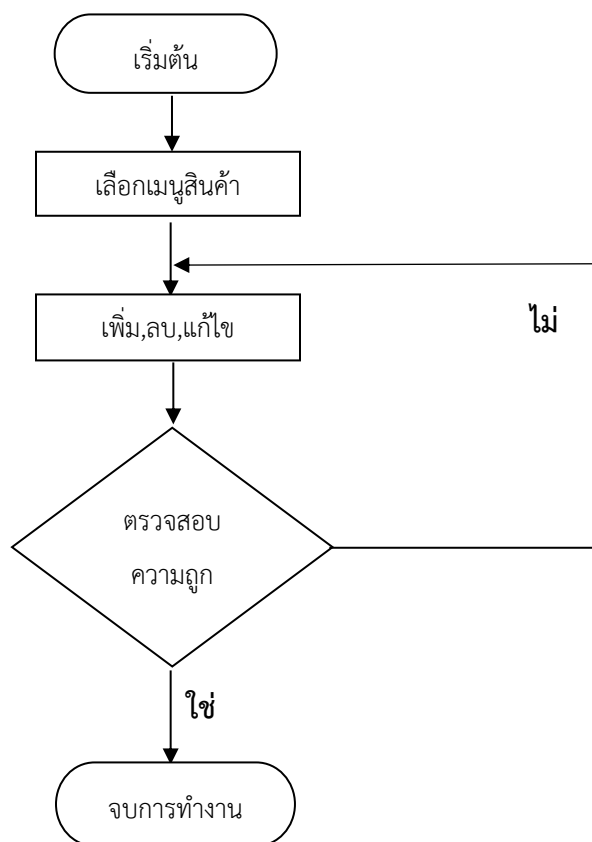 เริ่มต้น
เลือกเมนูสินค้า
เพิ่ม,ลบ,แก้ไข
ไม่
ตรวจสอบ
ความถูก
ใช่
จบการทำงาน